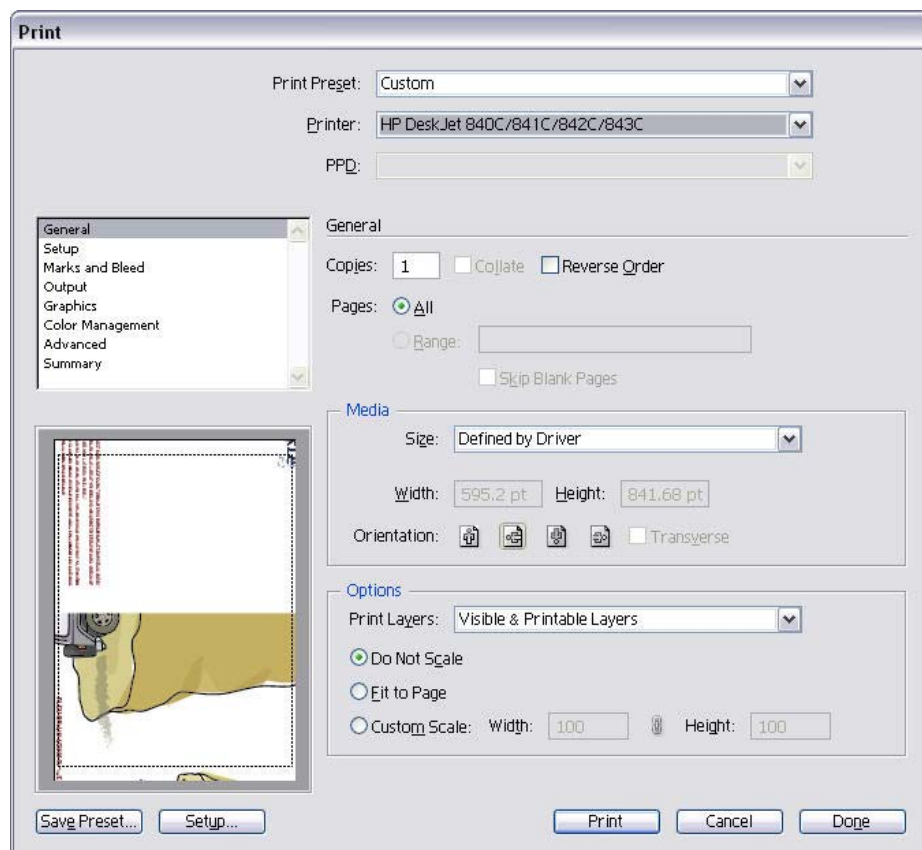 Print
Print Preset: Custom
Printer: HP DeskJet 840C/841C/842C/843C
PPD:
General
Setup
Marks and Bleed
Output
Graphics
Color Management
Advanced
Summary
General
Copies: 1 Collate Reverse Order
Pages: All
Range:
Skip Blank Pages
Media
Size: Defined by Driver
Width: 595.2 pt Height: 841.68 pt
Orientation: Transverse
Options
Print Layers: Visible & Printable Layers
Do Not Scale
Fit to Page
Custom Scale: Width: 100 Height: 100
Save Preset... Setup... Print Cancel Done